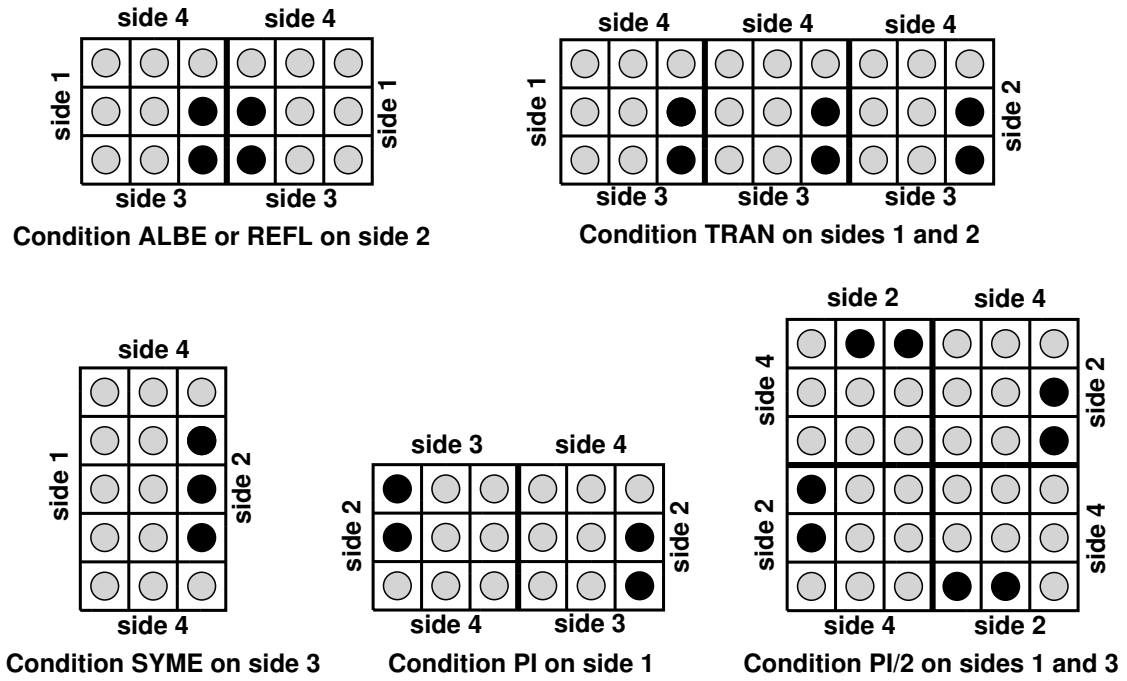 side 4 side 4
side 1
side 1
side 3 side 3
Condition ALBE or REFL on side 2
side 4 side 4 side 4
side 1
side 2
side 3 side 3 side 3
Condition TRAN on sides 1 and 2
side 4
side 1
side 2
side 4
Condition SYME on side 3
side 3 side 4
side 2
side 2
side 4 side 3
Condition PI on side 1
side 2 side 4
side 4
side 2
side 2
side 4
side 4 side 2
Condition PI/2 on sides 1 and 3